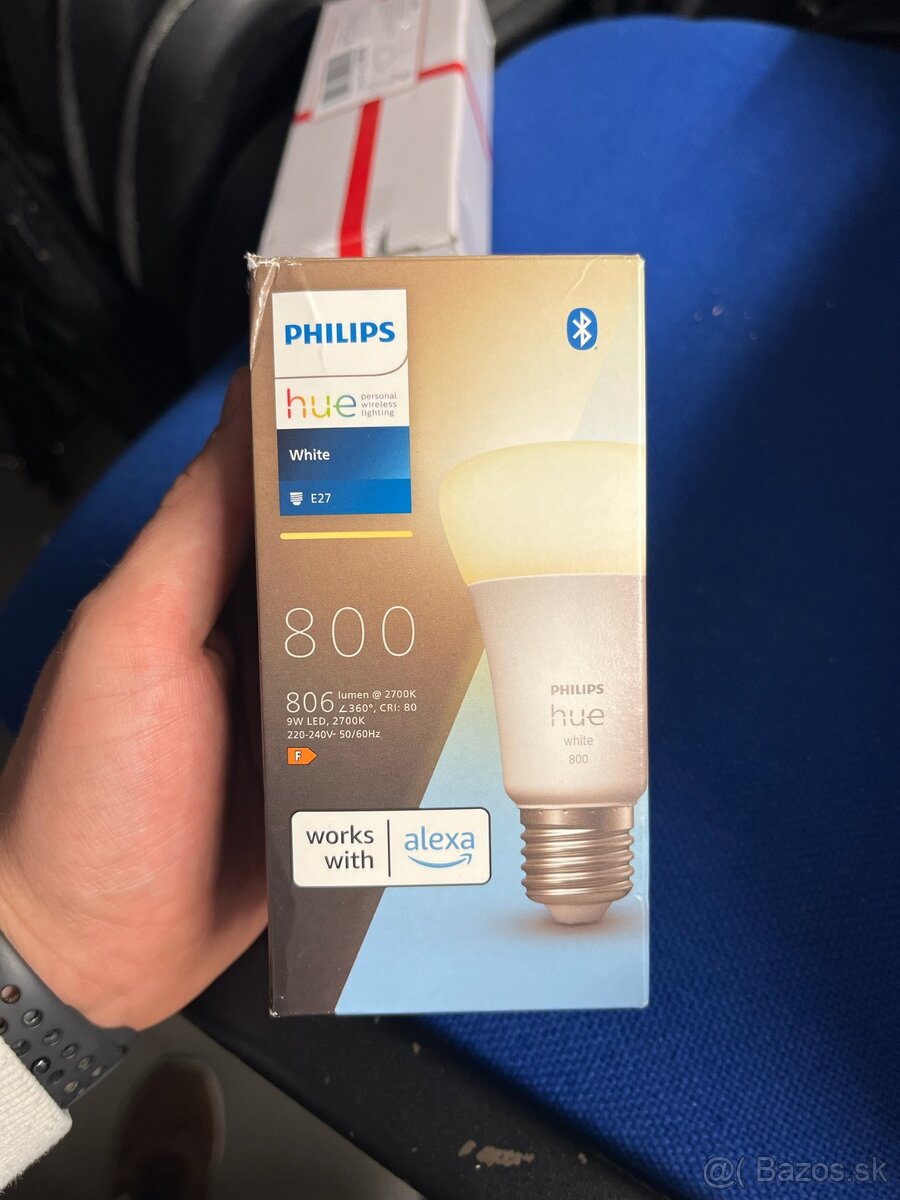 PHILIPS
hue personal wireless lighting
White
E27
800
806 lumen @ 2700K
∠360°, CRI: 80
9W LED, 2700K
220-240V~ 50/60Hz
F
works with alexa
PHILIPS
hue
white
800
@( Bazos.sk